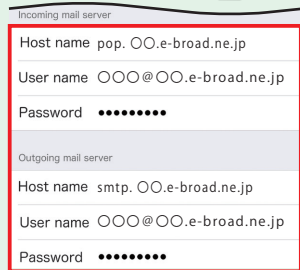 Incoming mail server
Host name pop. ○○.e-broad.ne.jp
User name ○○○@○○.e-broad.ne.jp
Password ●●●●●●●●●
Outgoing mail server
Host name smtp. ○○.e-broad.ne.jp
User name ○○○@○○.e-broad.ne.jp
Password ●●●●●●●●●